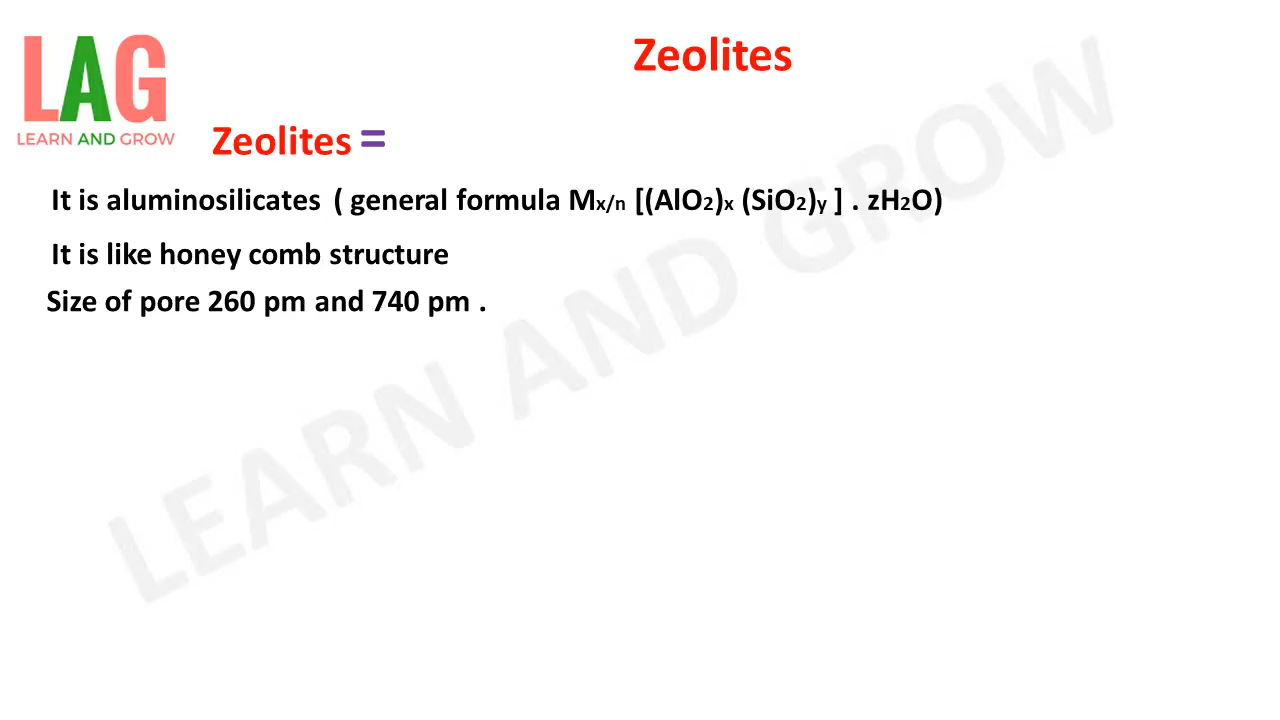 LAG
LEARN AND GROW
Zeolites
Zeolites =
It is aluminosilicates ( general formula Mx/n [(AlO2)x (SiO2)y ] . zH2O)
It is like honey comb structure
Size of pore 260 pm and 740 pm .
LEARN AND GROW